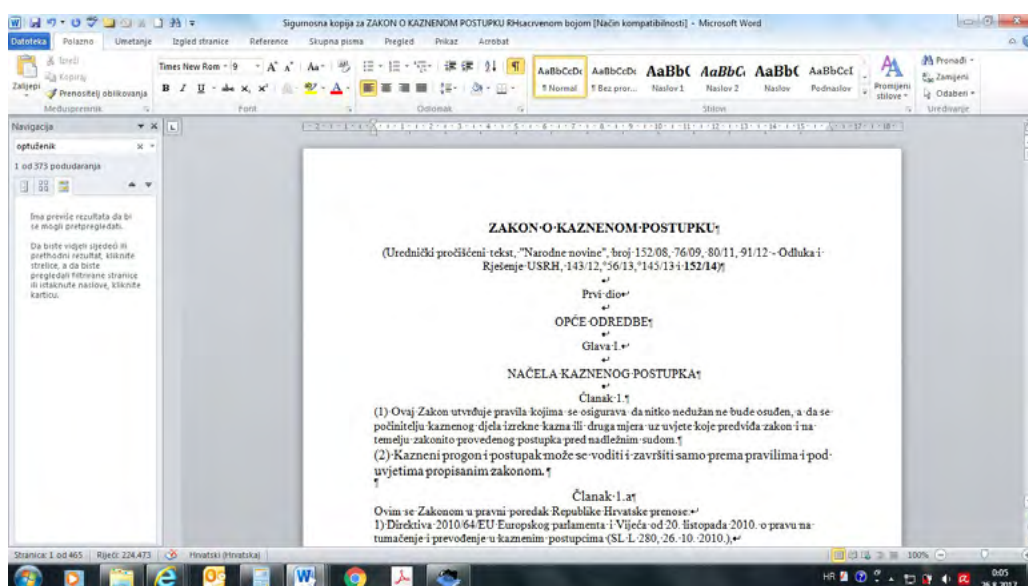 Sigurnosna kopija za ZAKON O KAZNENOM POSTUPKU RHsacrvenom bojom [Način kompatibilnosti] - Microsoft Word
Datoteka Polazno Umetanje Izgled stranice Reference Skupna pisma Pregled Prikaz Acrobat
Zalijepi
Izreži
Kopiraj
Prenositelj oblikovanja
Međuspremnik
Times New Rom 9
Font
Odlomak
AaBbCcDc AaBbCcDc AaBbC AaBbC AaBbC AaBbCcI
¶ Normal ¶ Bez pror... Naslov 1 Naslov 2 Naslov Podnaslov
Promijeni stilove
Stilovi
Pronađi
Zamijeni
Odaberi
Uređivanje
Navigacija
optuženik
1 od 373 podudaranja
Ima previše rezultata da bi
se mogli pretpregledati.
Da biste vidjeli sljedeći ili
prethodni rezultat, kliknite
strelice, a da biste
pregledali filtrirane stranice
ili istaknute naslove, kliknite
karticu.
ZAKON·O·KAZNENOM·POSTUPKU¶
(Urednički·pročišćeni·tekst,·"Narodne·novine",·broj·152/08,·76/09,·80/11,·91/12·-·Odluka·i·
Rješenje·USRH,·143/12,°56/13,°145/13·i·152/14)¶
Prvi·dio↵
OPĆE·ODREDBE¶
Glava·I.↵
NAČELA·KAZNENOG·POSTUPKA¶
Članak·1.¶
(1)·Ovaj·Zakon·utvrđuje·pravila·kojima·se·osigurava·da·nitko·nedužan·ne·bude·osuđen,·a·da·se·
počinitelju·kaznenog·djela·izrekne·kazna·ili·druga·mjera·uz·uvjete·koje·predviđa·zakon·i·na·
temelju·zakonito·provedenog·postupka·pred·nadležnim·sudom.¶
(2)·Kazneni·progon·i·postupak·može·se·voditi·i·završiti·samo·prema·pravilima·i·pod·
uvjetima·propisanim·zakonom.¶
Članak·1.a¶
Ovim·se·Zakonom·u·pravni·poredak·Republike·Hrvatske·prenose:↵
1)·Direktiva·2010/64/EU·Europskog·parlamenta·i·Vijeća·od·20.·listopada·2010.·o·pravu·na·
tumačenje·i·prevođenje·u·kaznenim·postupcima·(SL·L·280,·26.·10.·2010.),↵
Stranica: 1 od 465 Riječi: 224.473 Hrvatski (Hrvatska) 100%
HR 0:05
26.8.2017